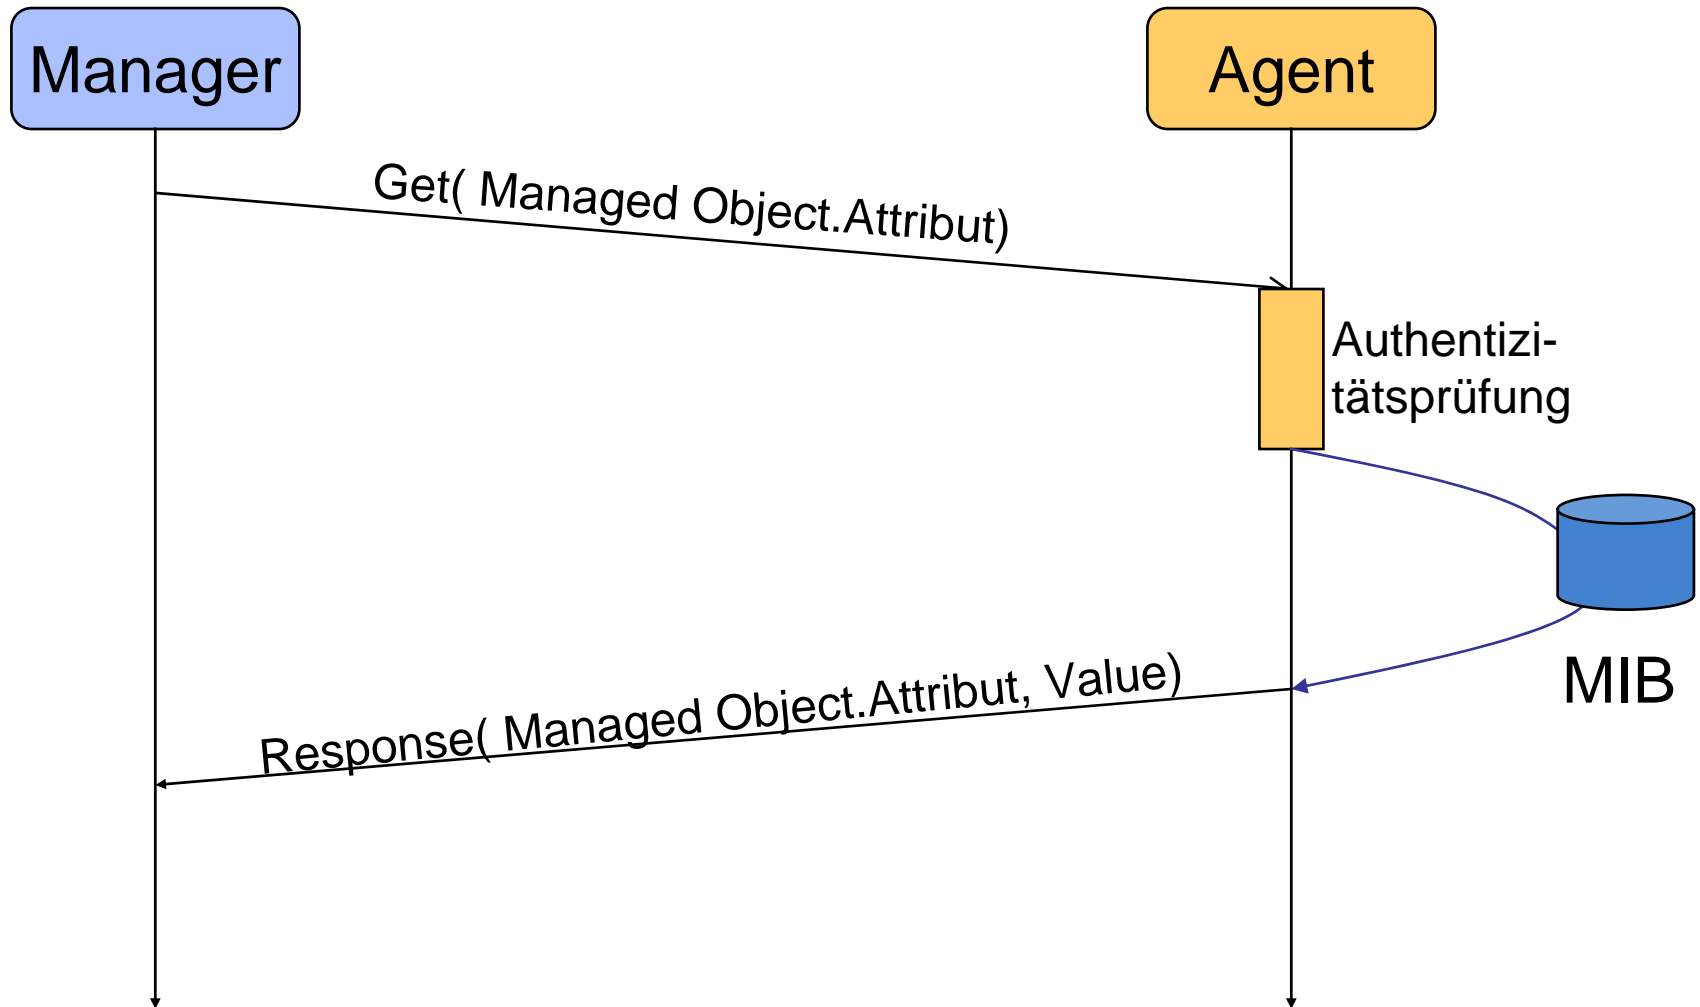 Manager
Agent
Get( Managed Object.Attribut)
Authentizi-
tätsprüfung
MIB
Response( Managed Object.Attribut, Value)